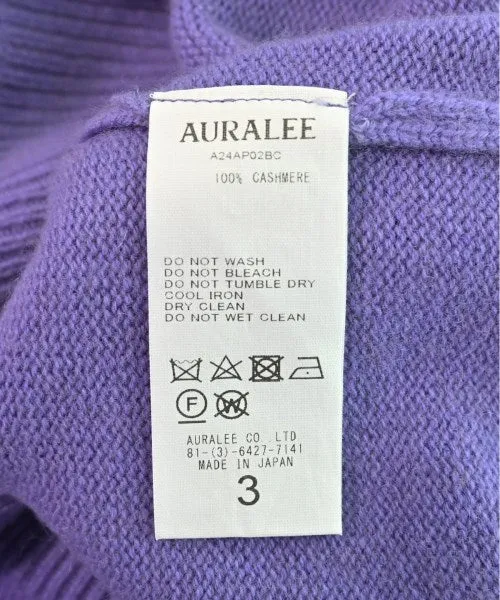 AURALEE
A24AP02BC
100% CASHMERE
DO NOT WASH
DO NOT BLEACH
DO NOT TUMBLE DRY
COOL IRON
DRY CLEAN
DO NOT WET CLEAN
F W
AURALEE CO. LTD
81-(3)-6427-7141
MADE IN JAPAN
3